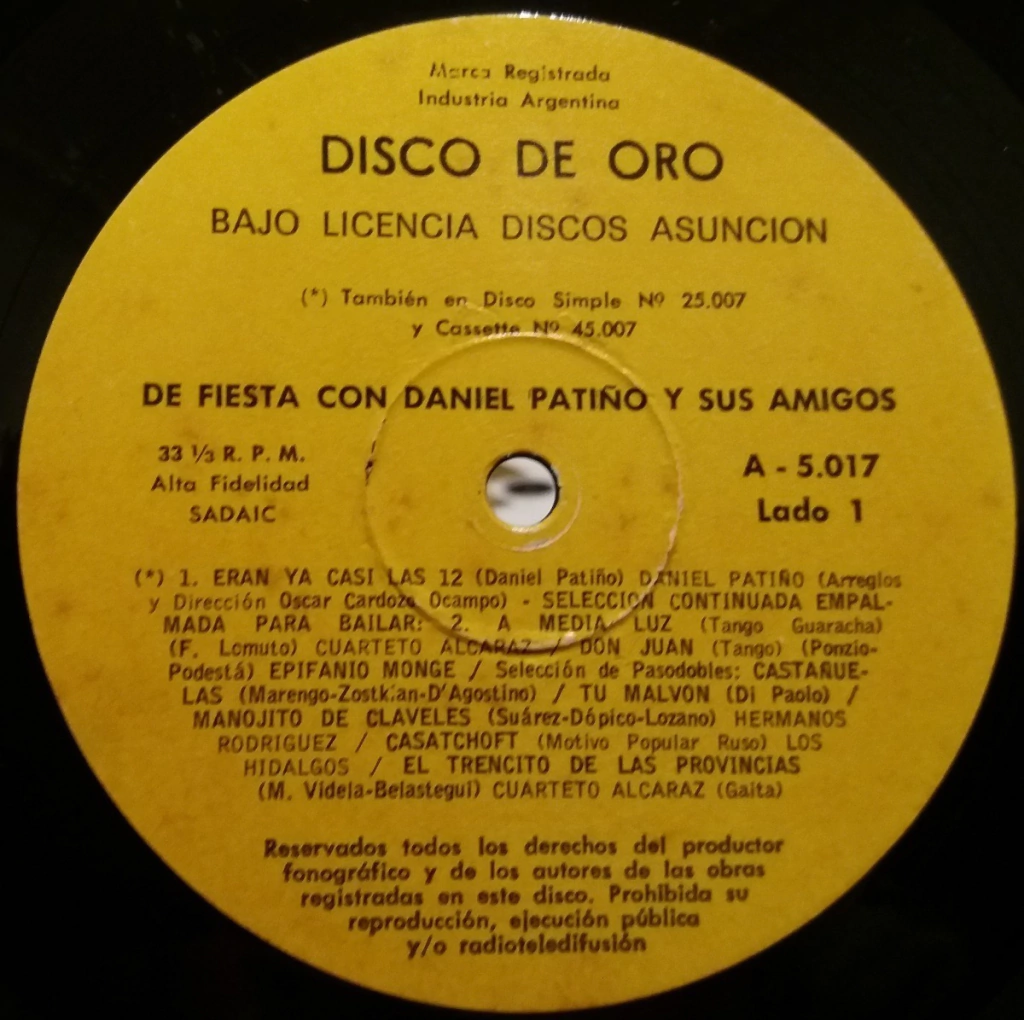 Marca Registrada
Industria Argentina
DISCO DE ORO
BAJO LICENCIA DISCOS ASUNCION
(*) También en Disco Simple Nº 25.007
y Cassette Nº 45.007
DE FIESTA CON DANIEL PATIÑO Y SUS AMIGOS
33 ⅓ R. P. M.
Alta Fidelidad
SADAIC
A - 5.017
Lado 1
(*) 1. ERAN YA CASI LAS 12 (Daniel Patiño) DANIEL PATIÑO (Arreglos
y Dirección Oscar Cardozo Ocampo) - SELECCION CONTINUADA EMPAL-
MADA PARA BAILAR: 2. A MEDIA LUZ (Tango Guaracha)
(F. Lomuto) CUARTETO ALCARAZ / DON JUAN (Tango) (Ponzio-
Podestá) EPIFANIO MONGE / Selección de Pasodobles: CASTAÑUE-
LAS (Marengo-Zostkian-D'Agostino) / TU MALVON (Di Paolo) /
MANOJITO DE CLAVELES (Suárez-Dópico-Lozano) HERMANOS
RODRIGUEZ / CASATCHOFT (Motivo Popular Ruso) LOS
HIDALGOS / EL TRENCITO DE LAS PROVINCIAS
(M. Videla-Belastegui) CUARTETO ALCARAZ (Gaita)
Reservados todos los derechos del productor
fonográfico y de los autores de las obras
registradas en este disco. Prohibida su
reproducción, ejecución pública
y/o radioteledifusión